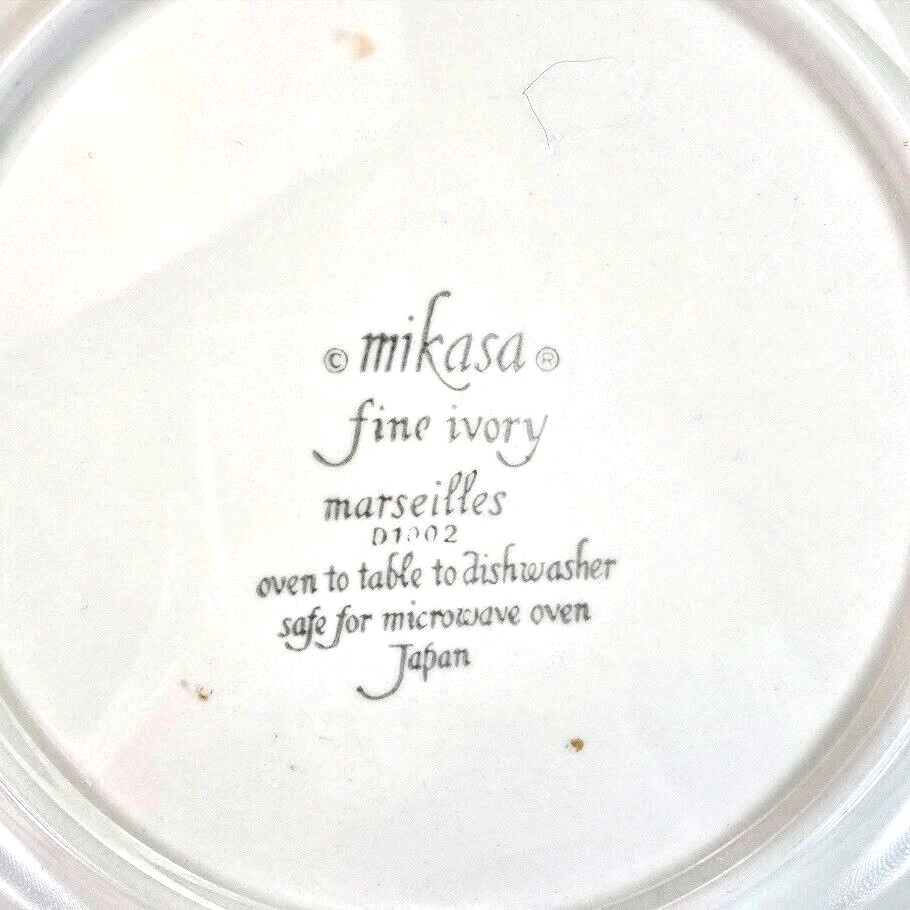 © mikasa ®
fine ivory
marseilles
D1002
oven to table to dishwasher
safe for microwave oven
Japan